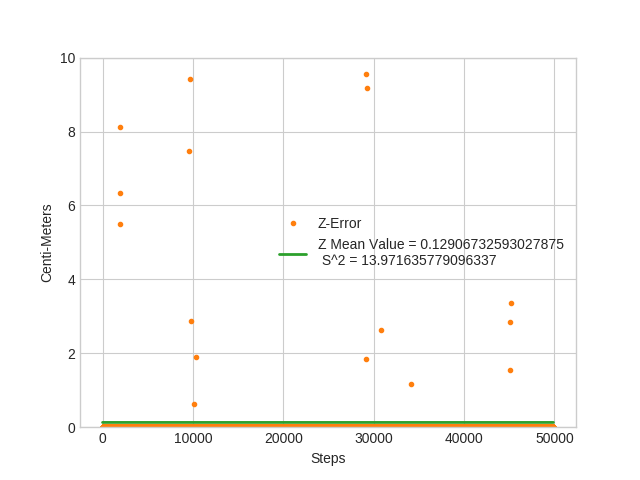 10
8
6
4
2
0
Centi-Meters
Z-Error
Z Mean Value = 0.12906732593027875
S^2 = 13.971635779096337
0 10000 20000 30000 40000 50000
Steps